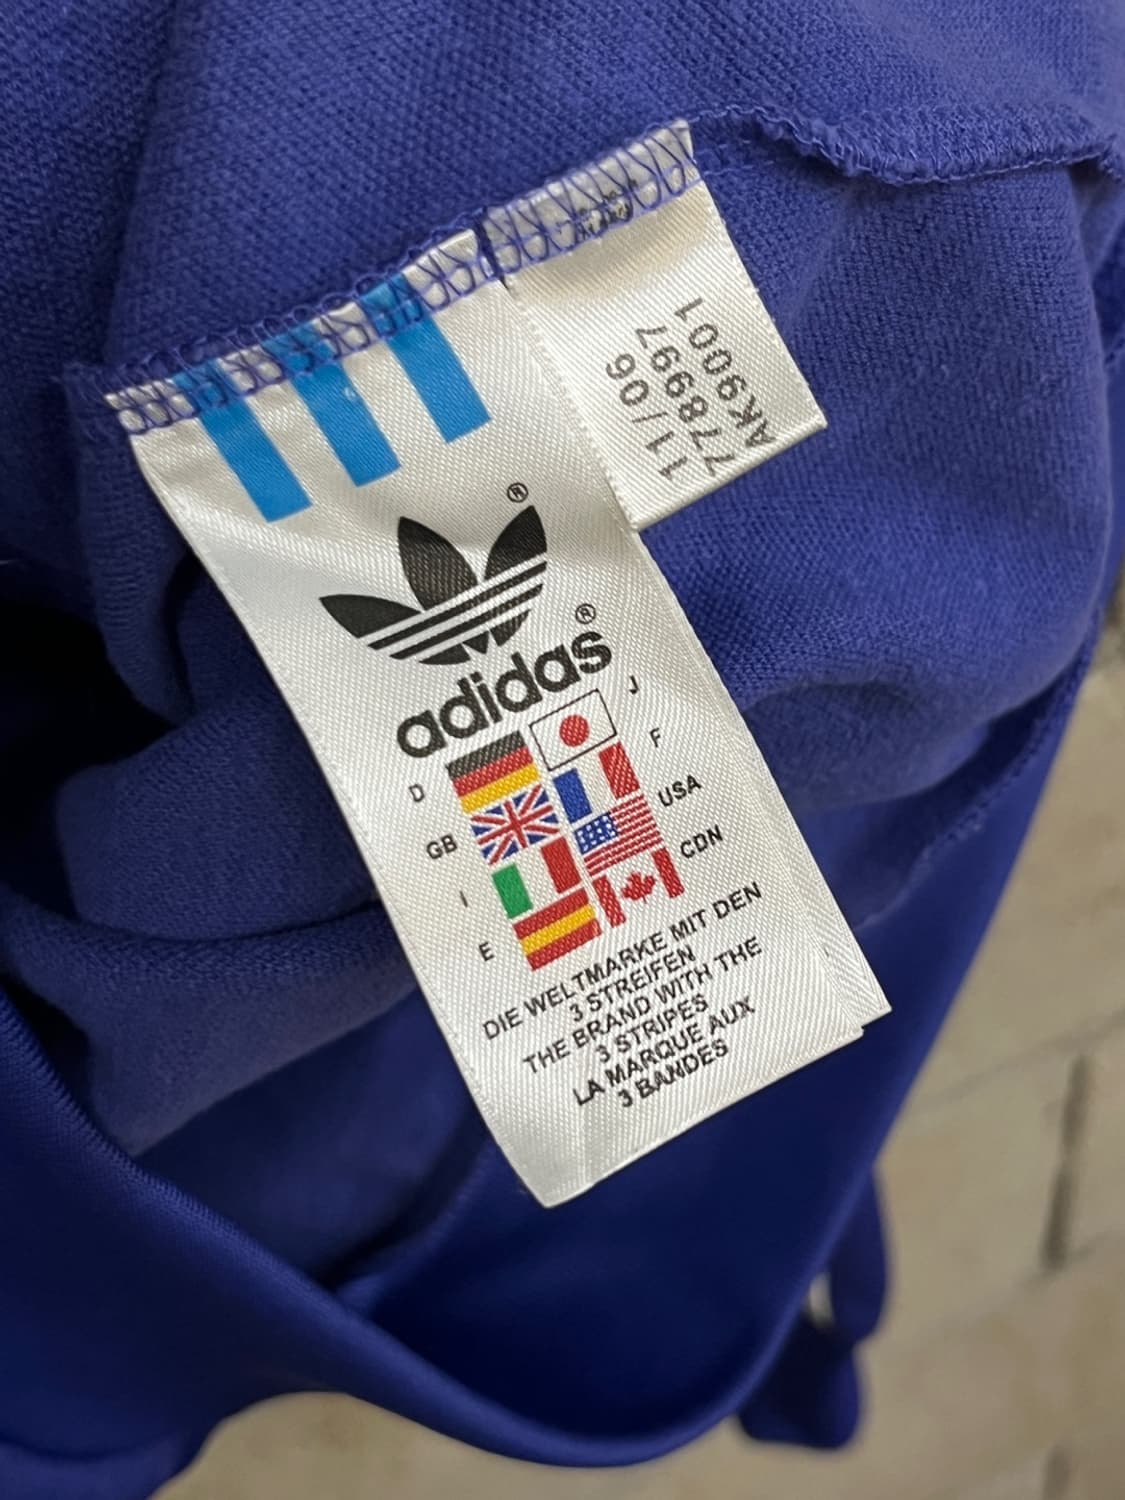 11/06
778997
AK9001
®
®
adidas
D
J
GB
F
I
USA
E
CDN
DIE WELTMARKE MIT DEN
3 STREIFEN
THE BRAND WITH THE
3 STRIPES
LA MARQUE AUX
3 BANDES